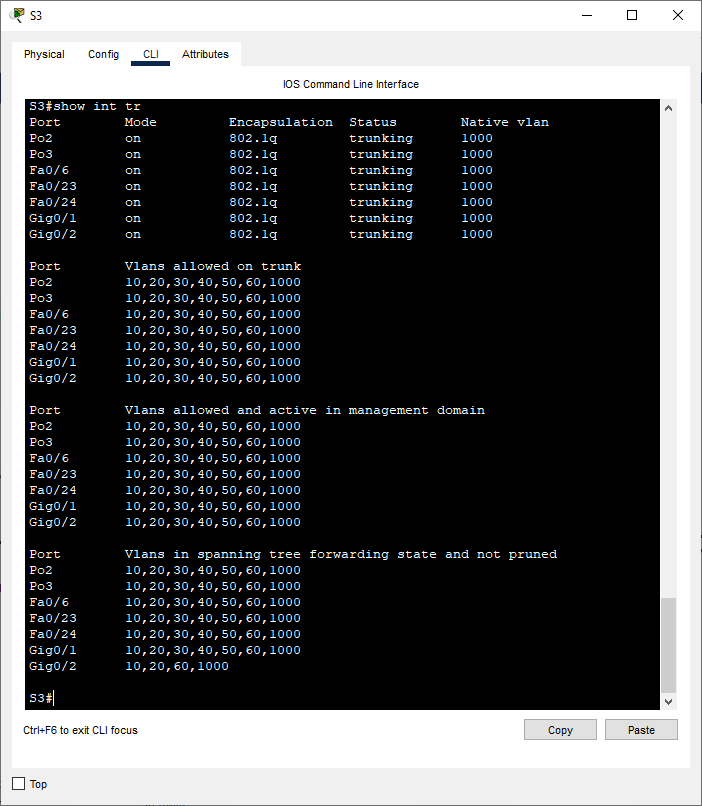 S3
Physical Config CLI Attributes
IOS Command Line Interface
S3#show int tr
Port        Mode         Encapsulation  Status        Native vlan
Po2         on           802.1q         trunking      1000
Po3         on           802.1q         trunking      1000
Fa0/6       on           802.1q         trunking      1000
Fa0/23      on           802.1q         trunking      1000
Fa0/24      on           802.1q         trunking      1000
Gig0/1      on           802.1q         trunking      1000
Gig0/2      on           802.1q         trunking      1000

Port        Vlans allowed on trunk
Po2         10,20,30,40,50,60,1000
Po3         10,20,30,40,50,60,1000
Fa0/6       10,20,30,40,50,60,1000
Fa0/23      10,20,30,40,50,60,1000
Fa0/24      10,20,30,40,50,60,1000
Gig0/1      10,20,30,40,50,60,1000
Gig0/2      10,20,30,40,50,60,1000

Port        Vlans allowed and active in management domain
Po2         10,20,30,40,50,60,1000
Po3         10,20,30,40,50,60,1000
Fa0/6       10,20,30,40,50,60,1000
Fa0/23      10,20,30,40,50,60,1000
Fa0/24      10,20,30,40,50,60,1000
Gig0/1      10,20,30,40,50,60,1000
Gig0/2      10,20,30,40,50,60,1000

Port        Vlans in spanning tree forwarding state and not pruned
Po2         10,20,30,40,50,60,1000
Po3         10,20,30,40,50,60,1000
Fa0/6       10,20,30,40,50,60,1000
Fa0/23      10,20,30,40,50,60,1000
Fa0/24      10,20,30,40,50,60,1000
Gig0/1      10,20,30,40,50,60,1000
Gig0/2      10,20,60,1000

S3#
Ctrl+F6 to exit CLI focus Copy Paste
Top